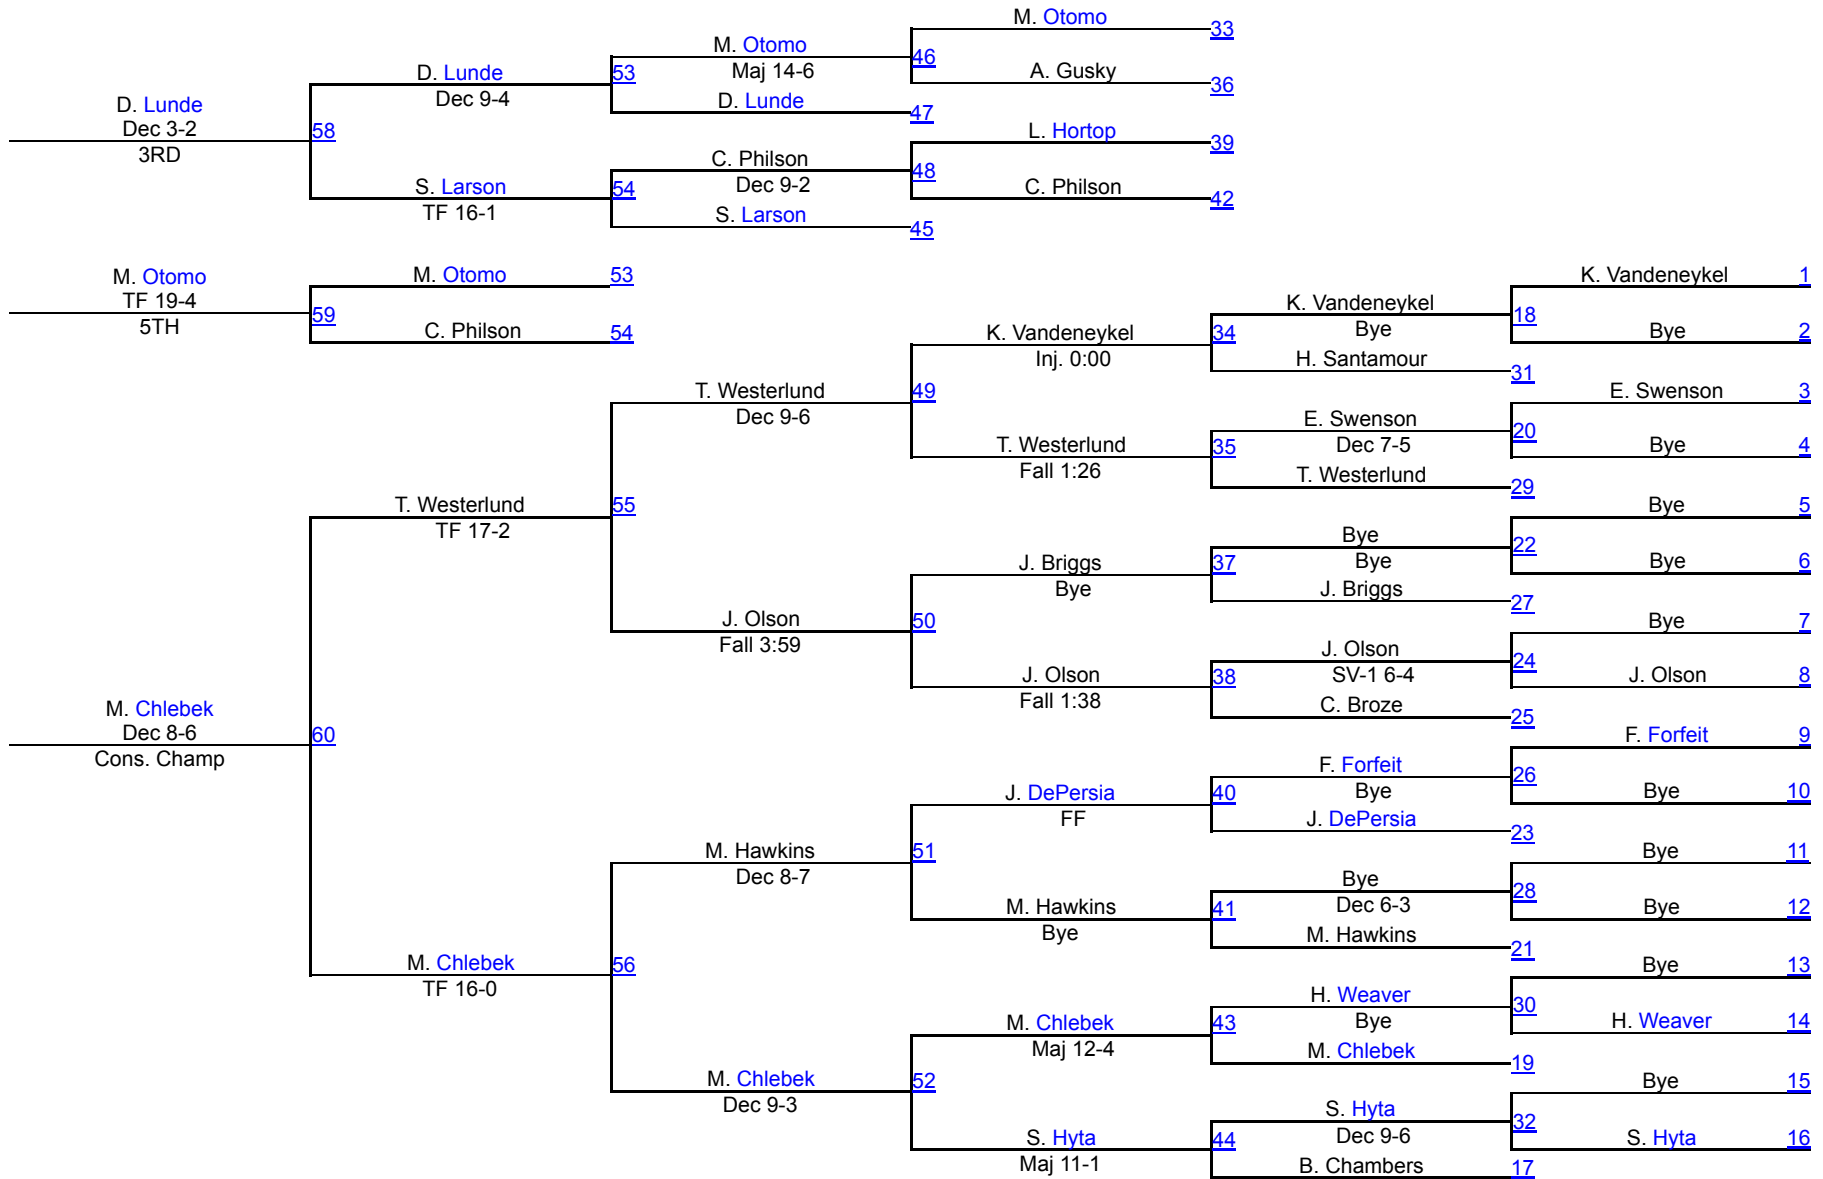 M. Otomo 33
M. Otomo 46
Maj 14-6
A. Gusky 36
D. Lunde 53
Dec 9-4
D. Lunde 47
D. Lunde 58
Dec 3-2
3RD
L. Hortop 39
C. Philson 48
Dec 9-2
C. Philson 42
S. Larson 54
TF 16-1
S. Larson 45
M. Otomo 59
TF 19-4
5TH
M. Otomo 53
C. Philson 54
K. Vandeneykel 1
K. Vandeneykel 18
Bye
Bye 2
K. Vandeneykel 34
Inj. 0:00
H. Santamour 31
T. Westerlund 49
Dec 9-6
E. Swenson 3
E. Swenson 20
Dec 7-5
Bye 4
T. Westerlund 35
Fall 1:26
T. Westerlund 29
T. Westerlund 55
TF 17-2
Bye 5
Bye 22
Bye
Bye 6
J. Briggs 37
Bye
J. Briggs 27
J. Olson 50
Fall 3:59
Bye 7
J. Olson 24
SV-1 6-4
J. Olson 8
J. Olson 38
Fall 1:38
C. Broze 25
M. Chlebek 60
Dec 8-6
Cons. Champ
F. Forfeit 9
F. Forfeit 26
Bye
Bye 10
J. DePersia 40
FF
J. DePersia 23
M. Hawkins 51
Dec 8-7
Bye 11
Bye 28
Dec 6-3
Bye 12
M. Hawkins 41
Bye
M. Hawkins 21
M. Chlebek 56
TF 16-0
Bye 13
H. Weaver 30
Bye
H. Weaver 14
M. Chlebek 43
Maj 12-4
M. Chlebek 19
M. Chlebek 52
Dec 9-3
Bye 15
S. Hyta 32
Dec 9-6
S. Hyta 16
S. Hyta 44
Maj 11-1
B. Chambers 17